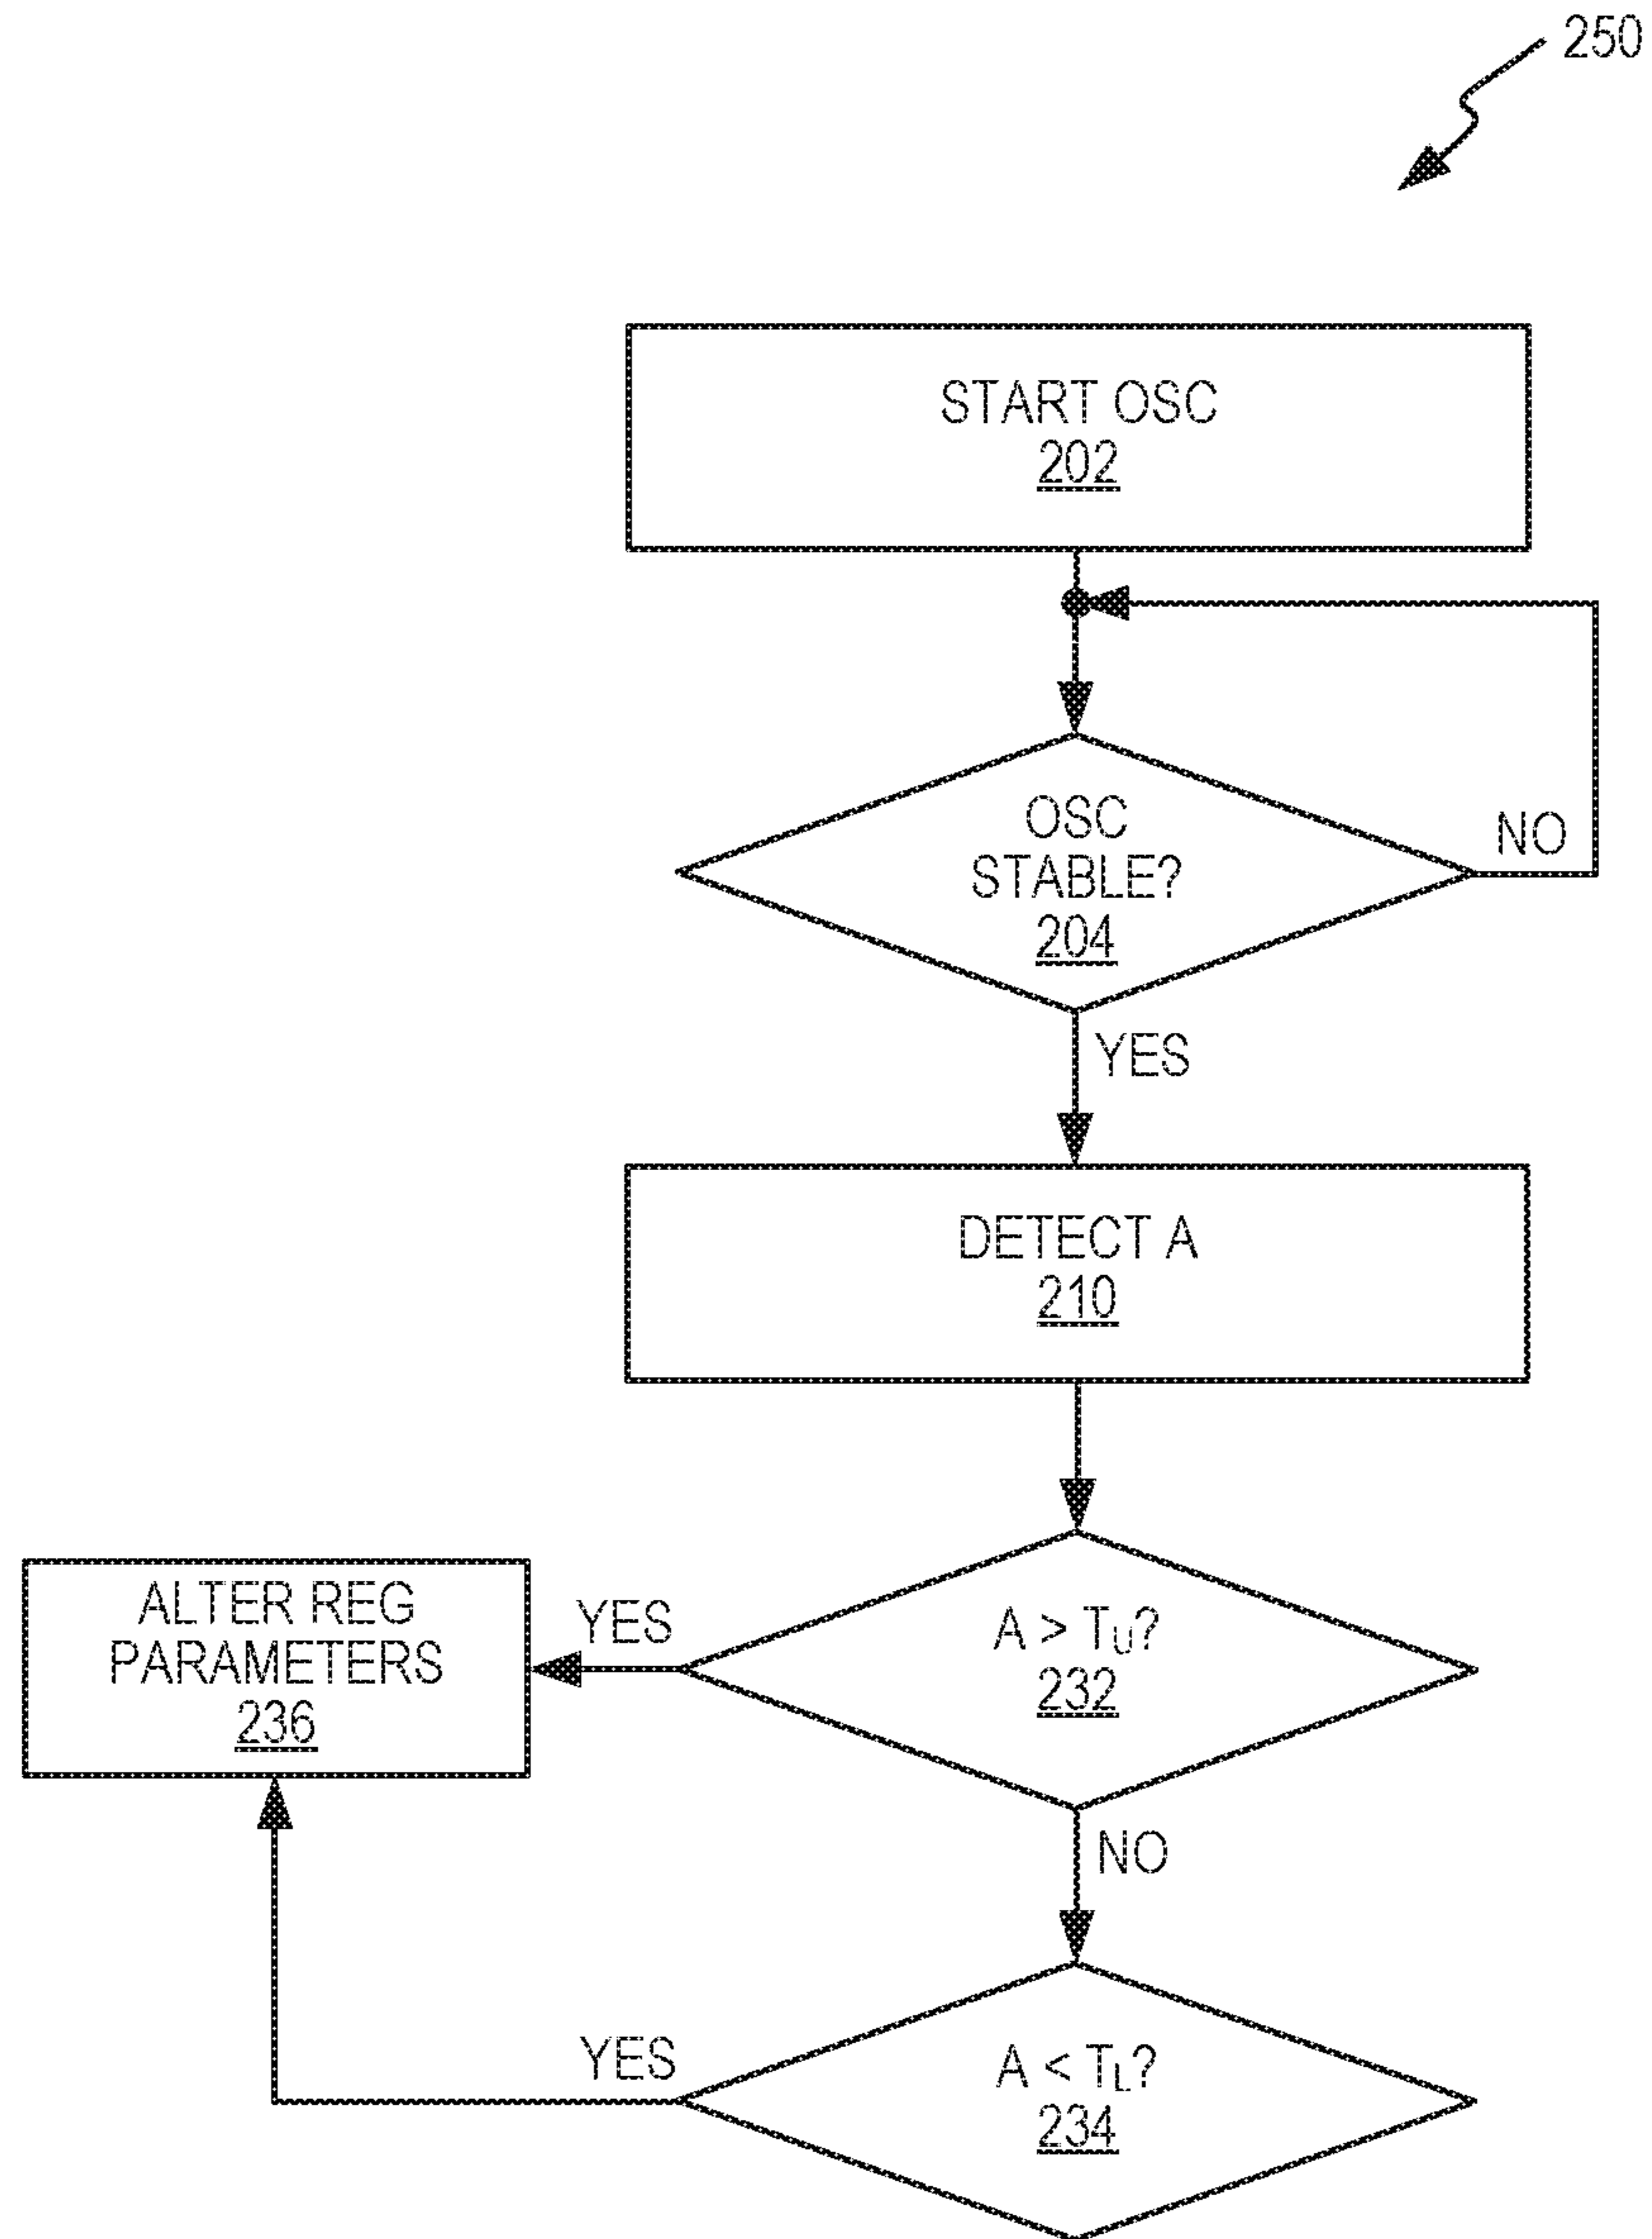 250
START OSC
202
OSC
STABLE?
204
NO
YES
DETECT A
210
ALTER REG
PARAMETERS
236
YES
A > TU?
232
NO
YES
A < TL?
234